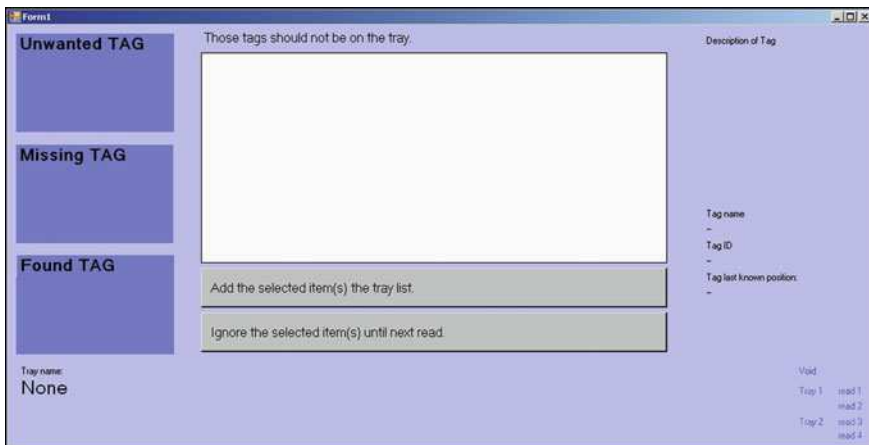 Form1
Unwanted TAG
Missing TAG
Found TAG
Those tags should not be on the tray.
Add the selected item(s) the tray list.
Ignore the selected item(s) until next read.
Description of Tag
Tag name
-
Tag ID
-
Tag last known position:
-
Tray name:
None
Void
Tray 1 read 1
read 2
Tray 2 read 3
read 4